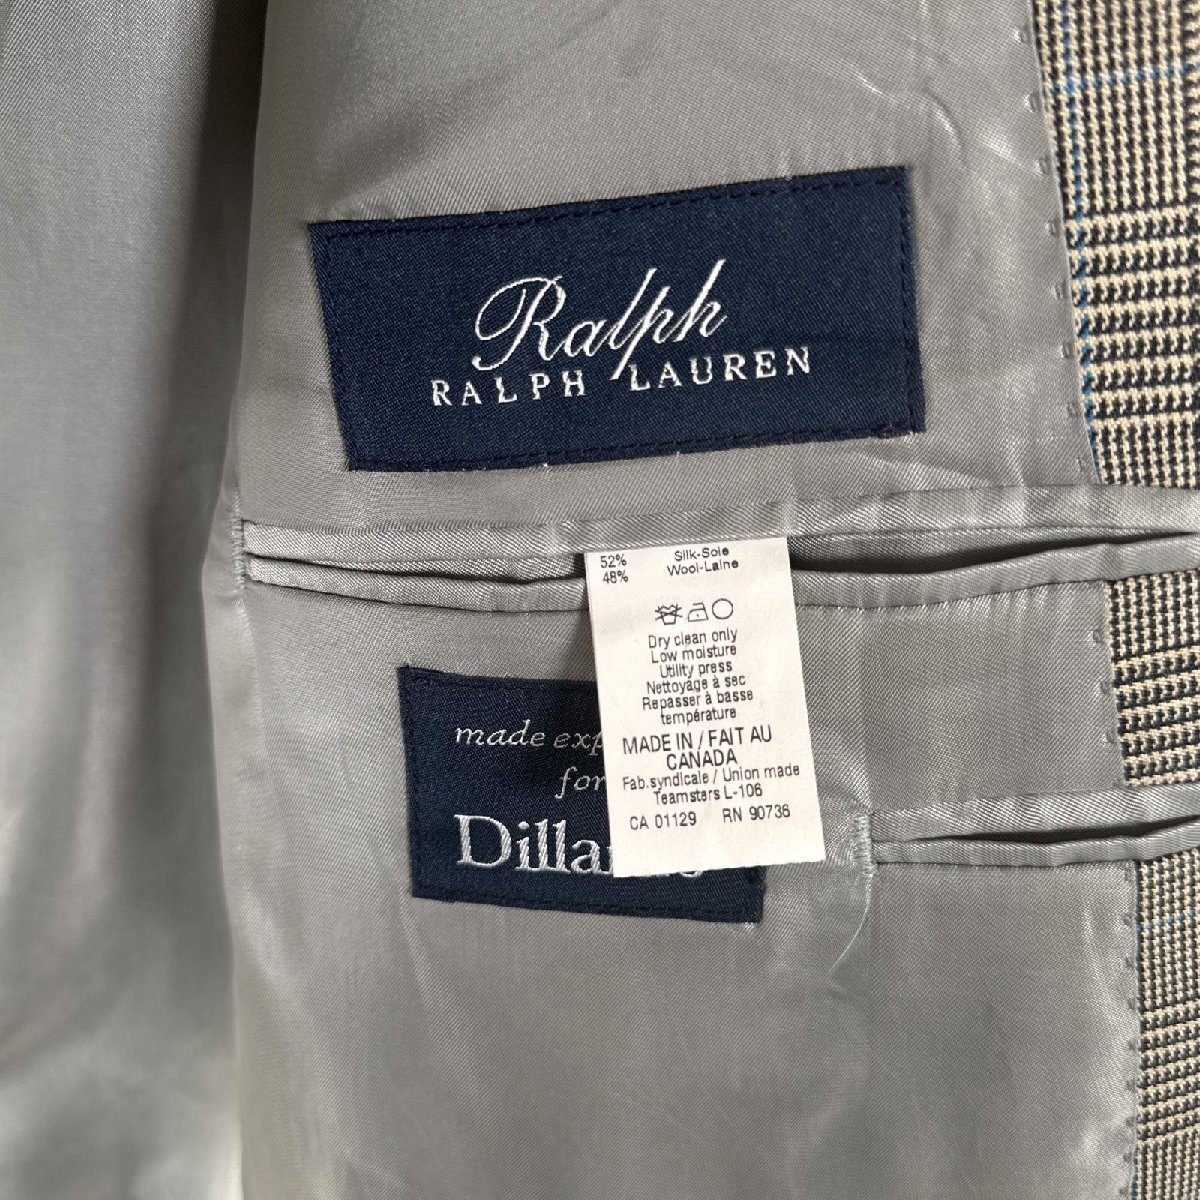 Ralph
RALPH LAUREN
52% Silk-Soie
48% Wool-Laine
Dry clean only
Low moisture
Utility press
Nettoyage à sec
Repasser à basse
température
MADE IN / FAIT AU
CANADA
Fab.syndicale / Union made
Teamsters L-106
CA 01129 RN 90736
made
for